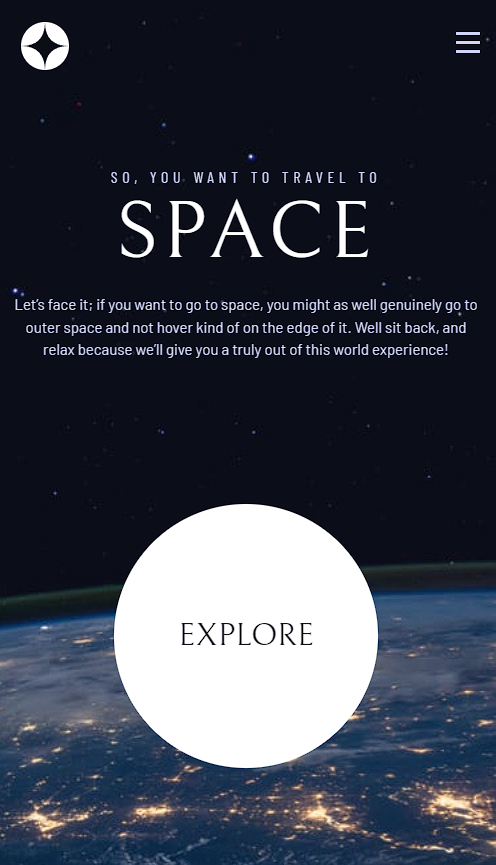 SO, YOU WANT TO TRAVEL TO
SPACE
Let’s face it; if you want to go to space, you might as well genuinely go to
outer space and not hover kind of on the edge of it. Well sit back, and
relax because we’ll give you a truly out of this world experience!
EXPLORE